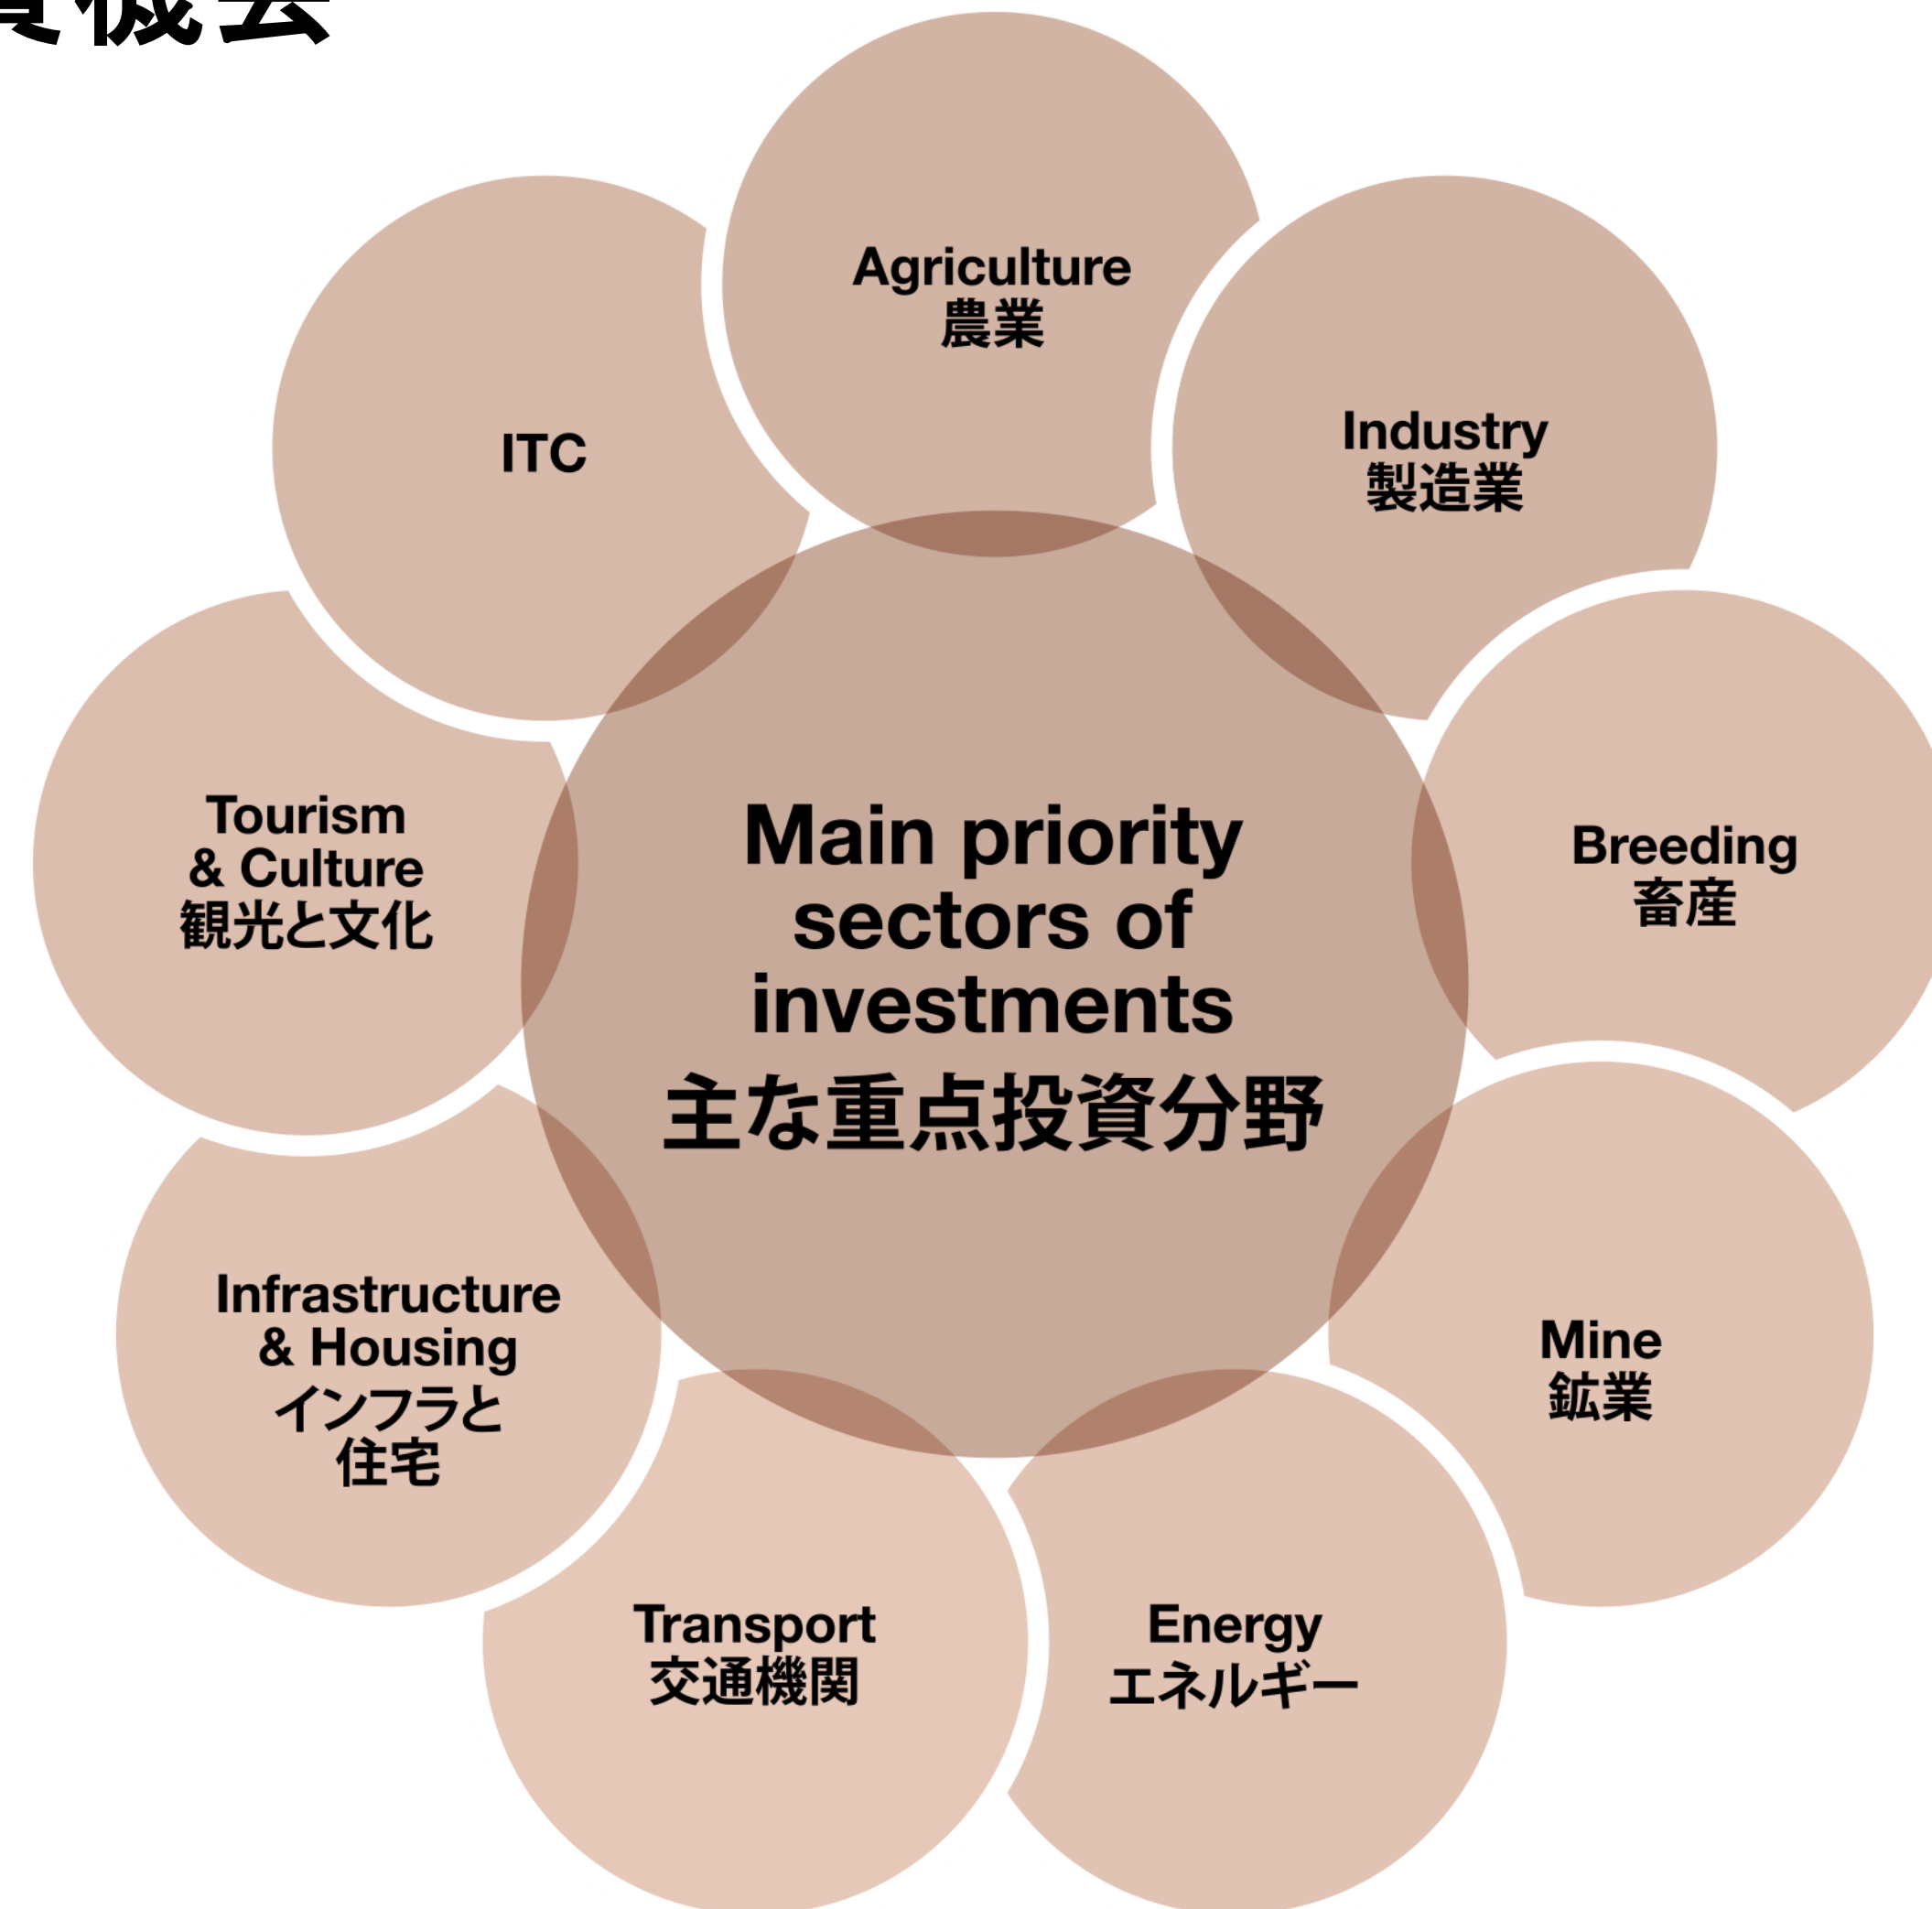 機会
Agriculture
農業
ITC
Industry
製造業
Tourism
& Culture
観光と文化
Main priority
sectors of
investments
主な重点投資分野
Breeding
畜産
Infrastructure
& Housing
インフラと
住宅
Mine
鉱業
Transport
交通機関
Energy
エネルギー